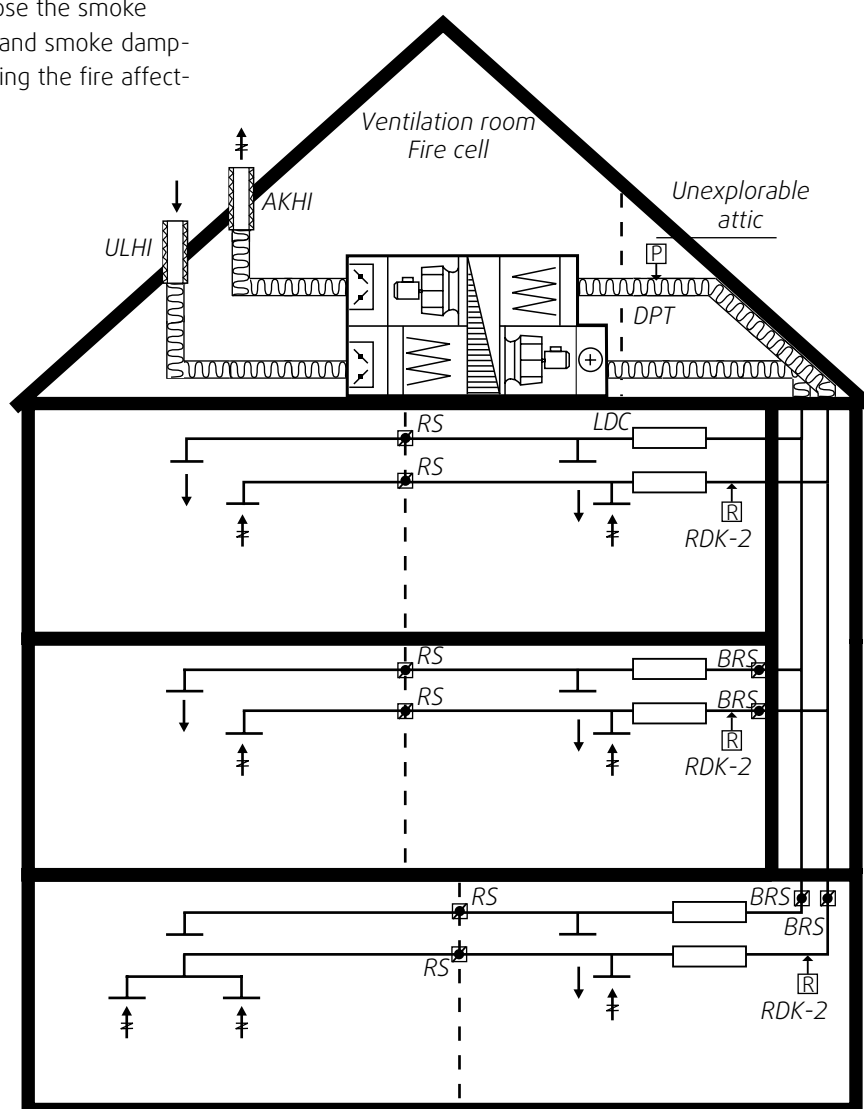 ose the smoke
and smoke damp-
ing the fire affect-
Ventilation room
Fire cell
AKHI
Unexplorable
attic
ULHI
P
DPT
RS
LDC
RS
R
RDK-2
RS
BRS
RS
BRS
R
RDK-2
RS
BRS
BRS
RS
R
RDK-2